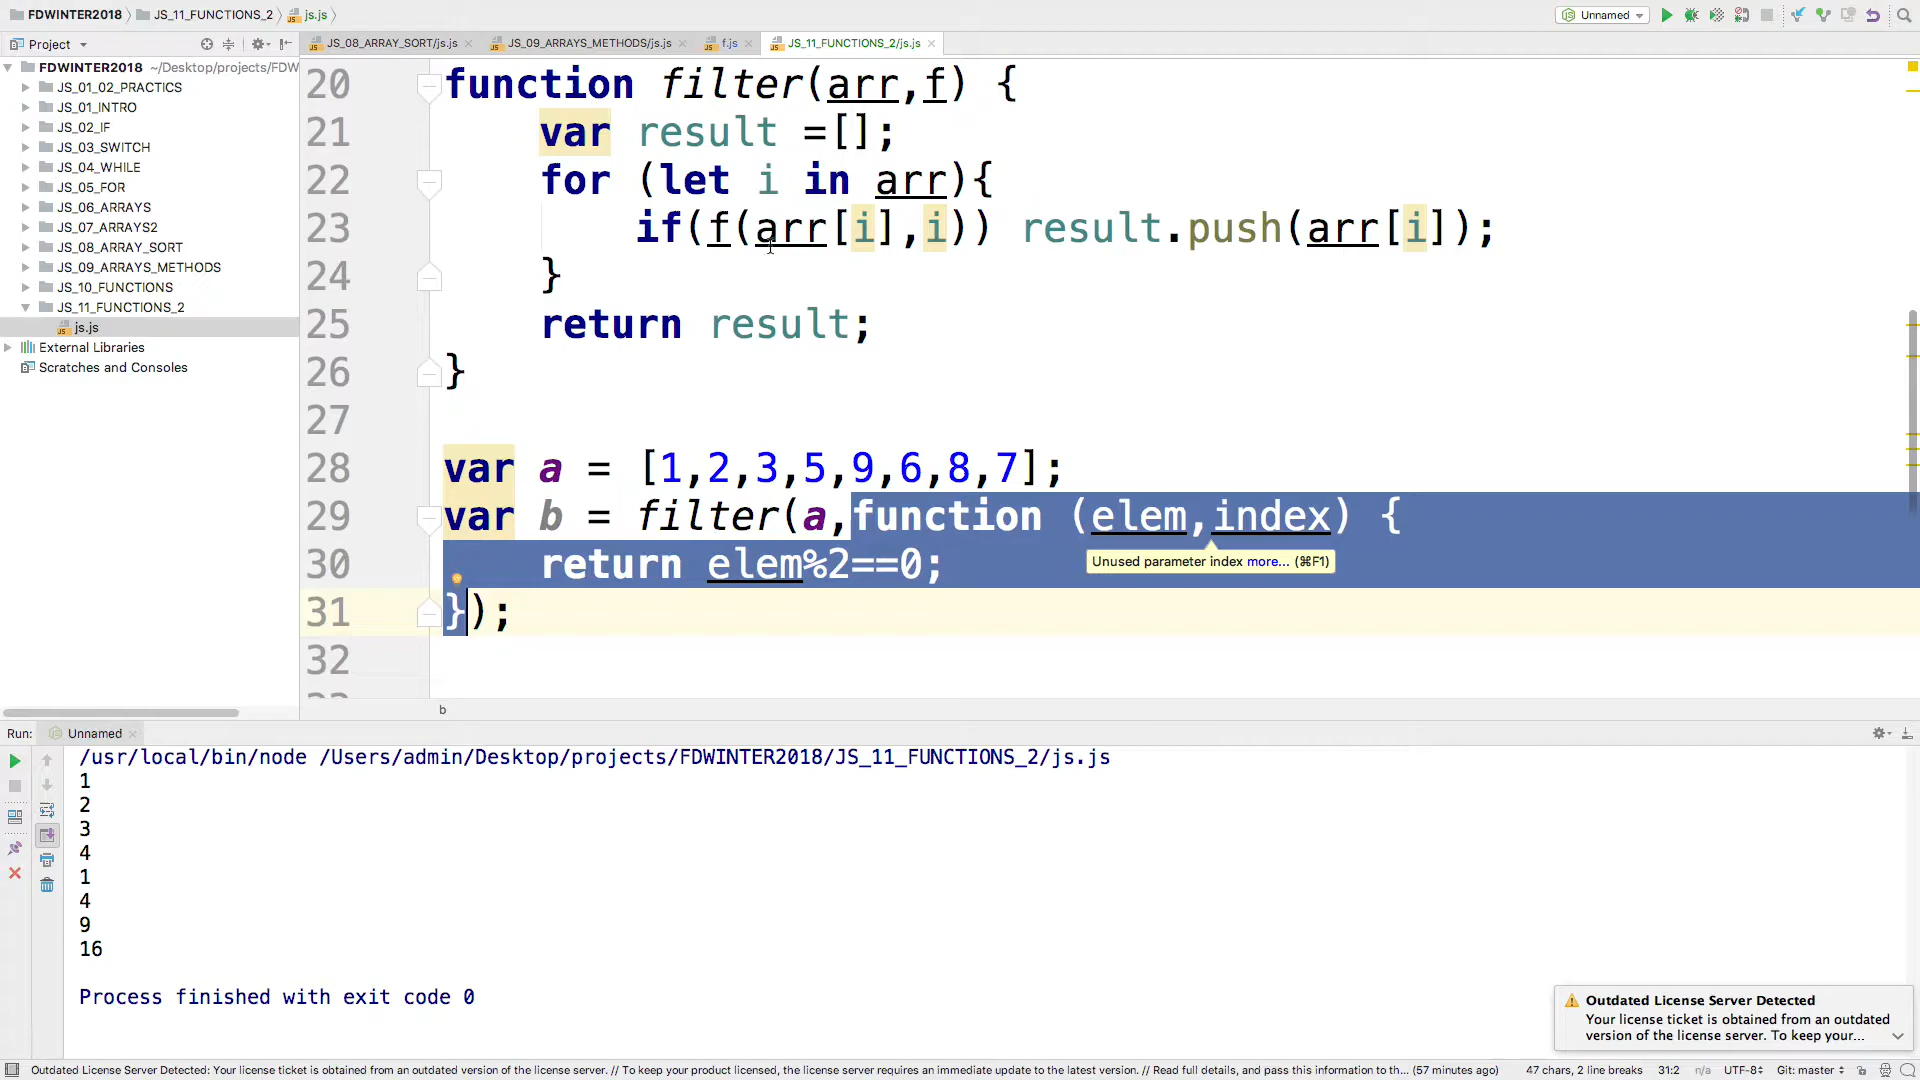 FDWINTER2018 JS_11_FUNCTIONS_2 js.js Unnamed
Project JS_08_ARRAY_SORT/js.js JS_09_ARRAYS_METHODS/js.js f.js JS_11_FUNCTIONS_2/js.js
FDWINTER2018 ~/Desktop/projects/FDW
JS_01_02_PRACTICS
JS_01_INTRO
JS_02_IF
JS_03_SWITCH
JS_04_WHILE
JS_05_FOR
JS_06_ARRAYS
JS_07_ARRAYS2
JS_08_ARRAY_SORT
JS_09_ARRAYS_METHODS
JS_10_FUNCTIONS
JS_11_FUNCTIONS_2
js.js
External Libraries
Scratches and Consoles
20 function filter(arr,f) {
21 var result =[];
22 for (let i in arr){
23 if(f(arr[i],i)) result.push(arr[i]);
24 }
25 return result;
26 }
27
28 var a = [1,2,3,5,9,6,8,7];
29 var b = filter(a,function (elem,index) {
30 return elem%2==0;
Unused parameter index more... (⌘F1)
31 });
32
b
Run: Unnamed
/usr/local/bin/node /Users/admin/Desktop/projects/FDWINTER2018/JS_11_FUNCTIONS_2/js.js
1
2
3
4
1
4
9
16
Process finished with exit code 0
Outdated License Server Detected
Your license ticket is obtained from an outdated
version of the license server. To keep your...
Outdated License Server Detected: Your license ticket is obtained from an outdated version of the license server. // To keep your product licensed, the license server requires an immediate update to the latest version. // Read full details, and pass this information to th... (57 minutes ago) 47 chars, 2 line breaks 31:2 n/a UTF-8 Git: master